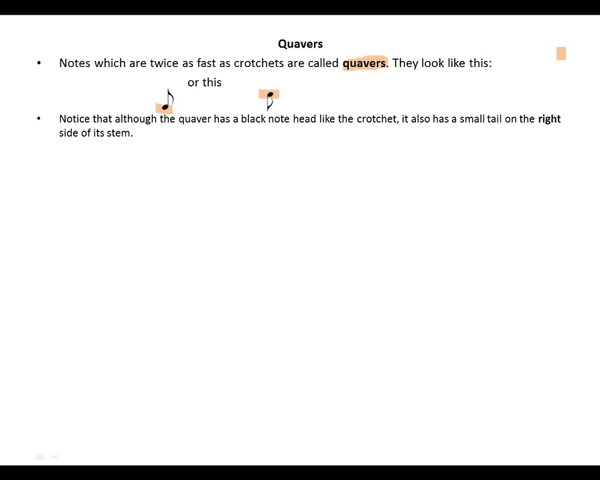 Quavers
• Notes which are twice as fast as crotchets are called quavers. They look like this:
or this
• Notice that although the quaver has a black note head like the crotchet, it also has a small tail on the right
side of its stem.